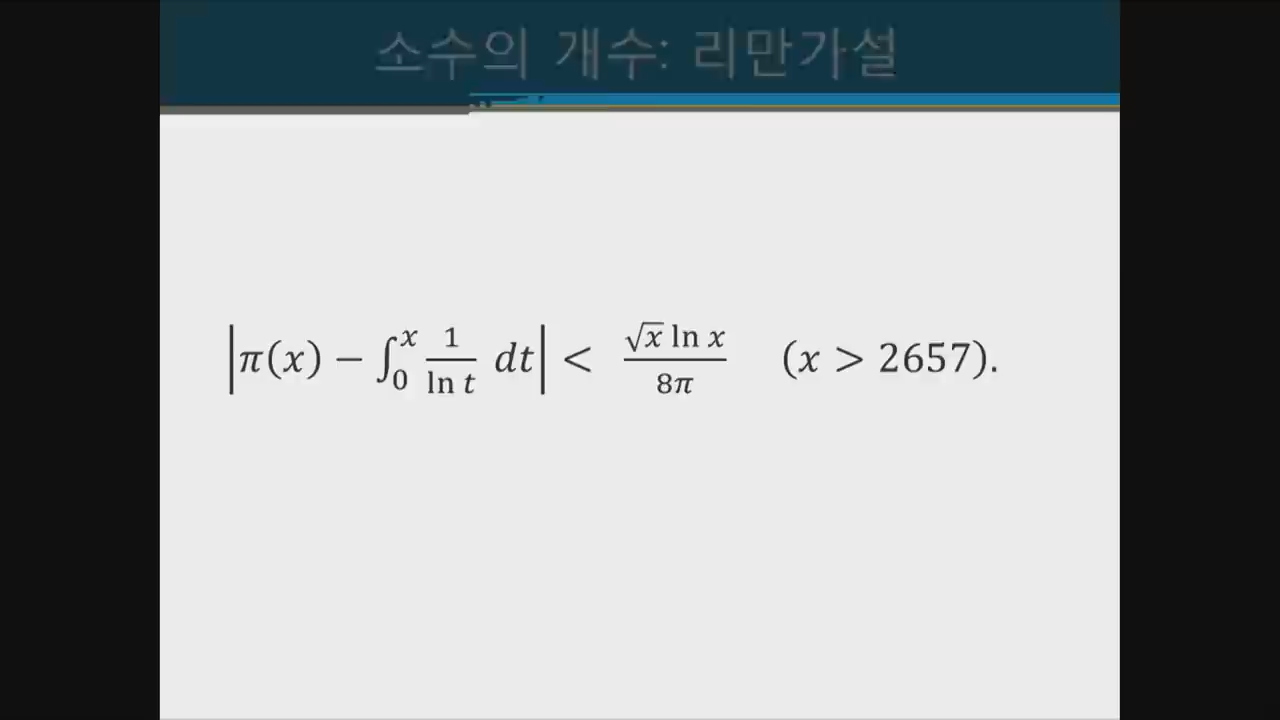 소수의 개수: 리만가설
|π(x) − ∫₀ˣ 1/ln t dt| < √x ln x / 8π (x > 2657).